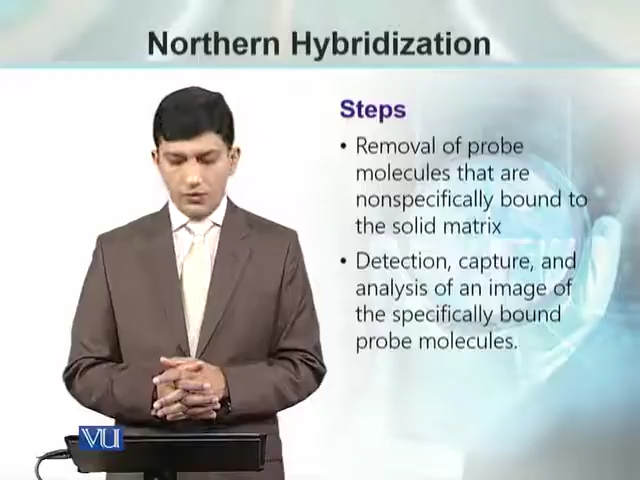 Northern Hybridization
Steps
• Removal of probe
molecules that are
nonspecifically bound to
the solid matrix
• Detection, capture, and
analysis of an image of
the specifically bound
probe molecules.
VU